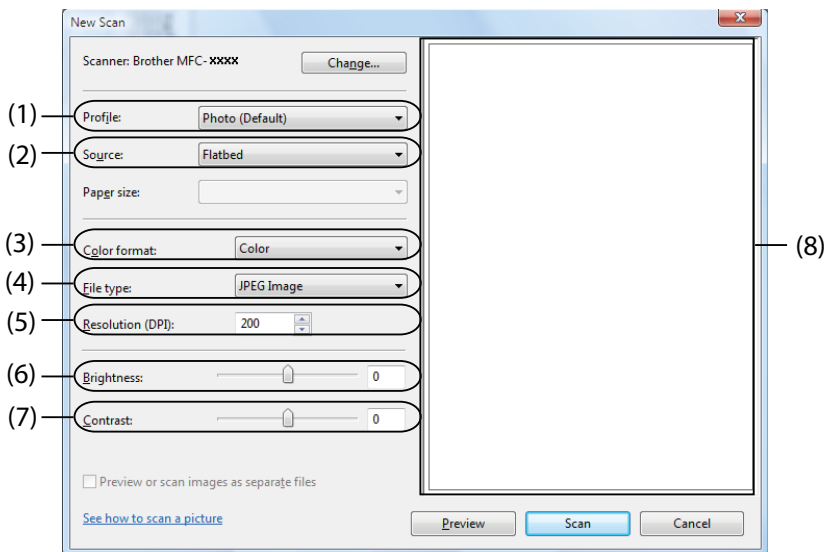 New Scan
Scanner: Brother MFC- XXXX Change...
(1) Profile: Photo (Default)
(2) Source: Flatbed
Paper size:
(3) Color format: Color
(8)
(4) File type: JPEG Image
(5) Resolution (DPI): 200
(6) Brightness: 0
(7) Contrast: 0
Preview or scan images as separate files
See how to scan a picture Preview Scan Cancel